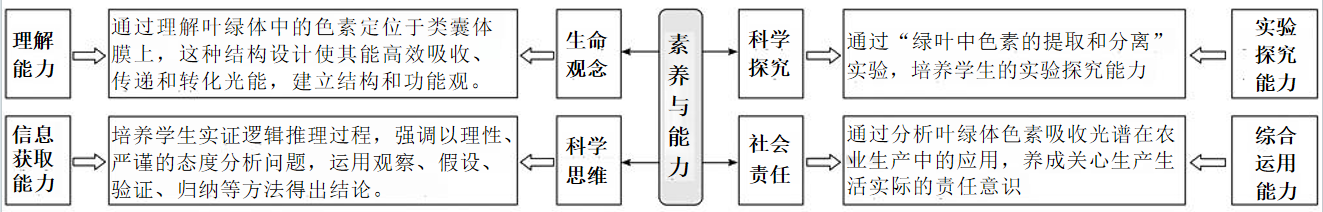 理解
能力
通过理解叶绿体中的色素定位于类囊体
膜上，这种结构设计使其能高效吸收、
传递和转化光能，建立结构和功能观。
生命
观念
素
养
与
能
力
科学
探究
通过“绿叶中色素的提取和分离”
实验，培养学生的实验探究能力
实验
探究
能力
信息
获取
能力
培养学生实证逻辑推理过程，强调以理性、
严谨的态度分析问题，运用观察、假设、
验证、归纳等方法得出结论。
科学
思维
社会
责任
通过分析叶绿体色素吸收光谱在农
业生产中的应用，养成关心生产生
活实际的责任意识
综合
运用
能力